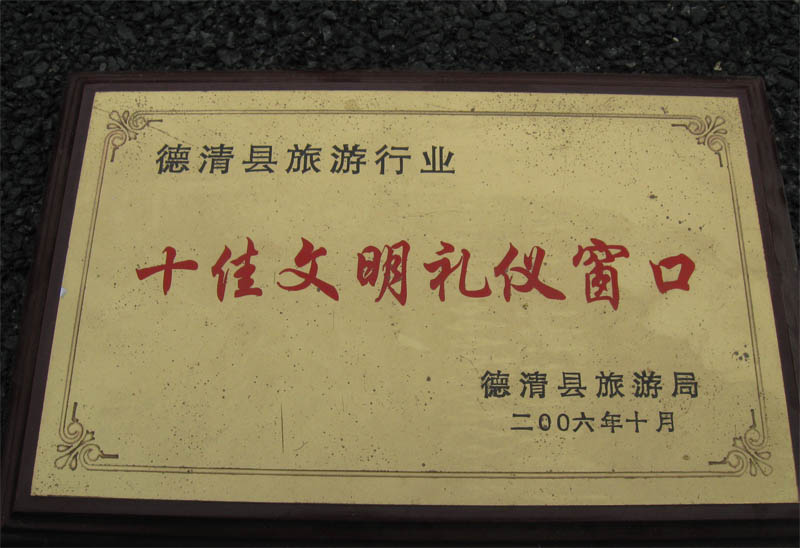 德清县旅游行业
十佳文明礼仪窗口
德清县旅游局
二00六年十月